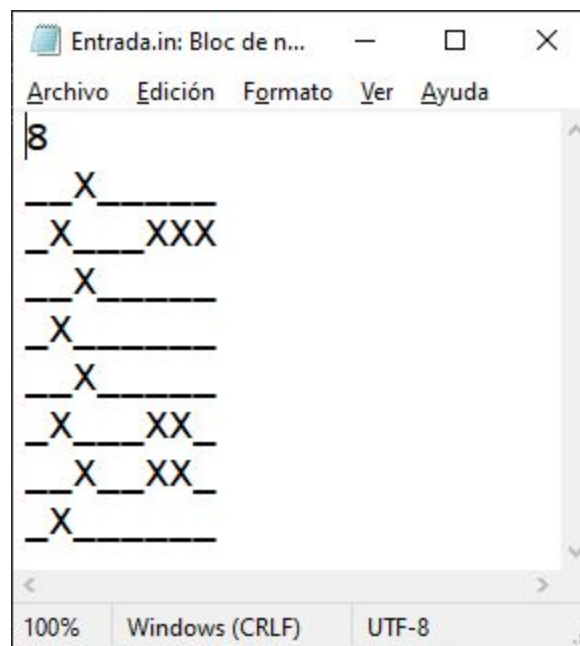 Entrada.in: Bloc de n...
Archivo Edición Formato Ver Ayuda
8
__X_____
_X___XXX
__X_____
_X______
__X_____
_X___XX_
__X__XX_
_X______
100% Windows (CRLF) UTF-8